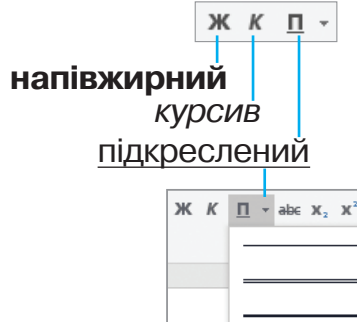 Ж К П
напівжирний
курсив
підкреслений
Ж К П abc x₂ x²